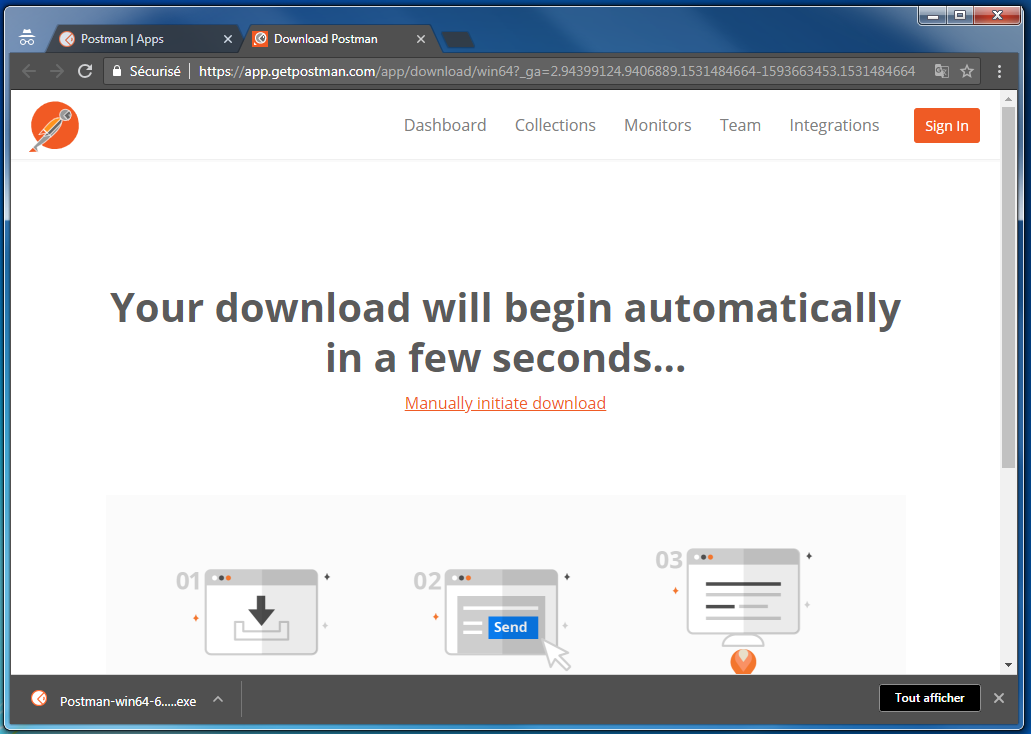 Postman | Apps
Download Postman
Sécurisé
https://app.getpostman.com/app/download/win64?_ga=2.94399124.9406889.1531484664-1593663453.1531484664
Dashboard Collections Monitors Team Integrations Sign In
Your download will begin automatically
in a few seconds...
Manually initiate download
01
02
03
Send
Postman-win64-6.....exe
Tout afficher